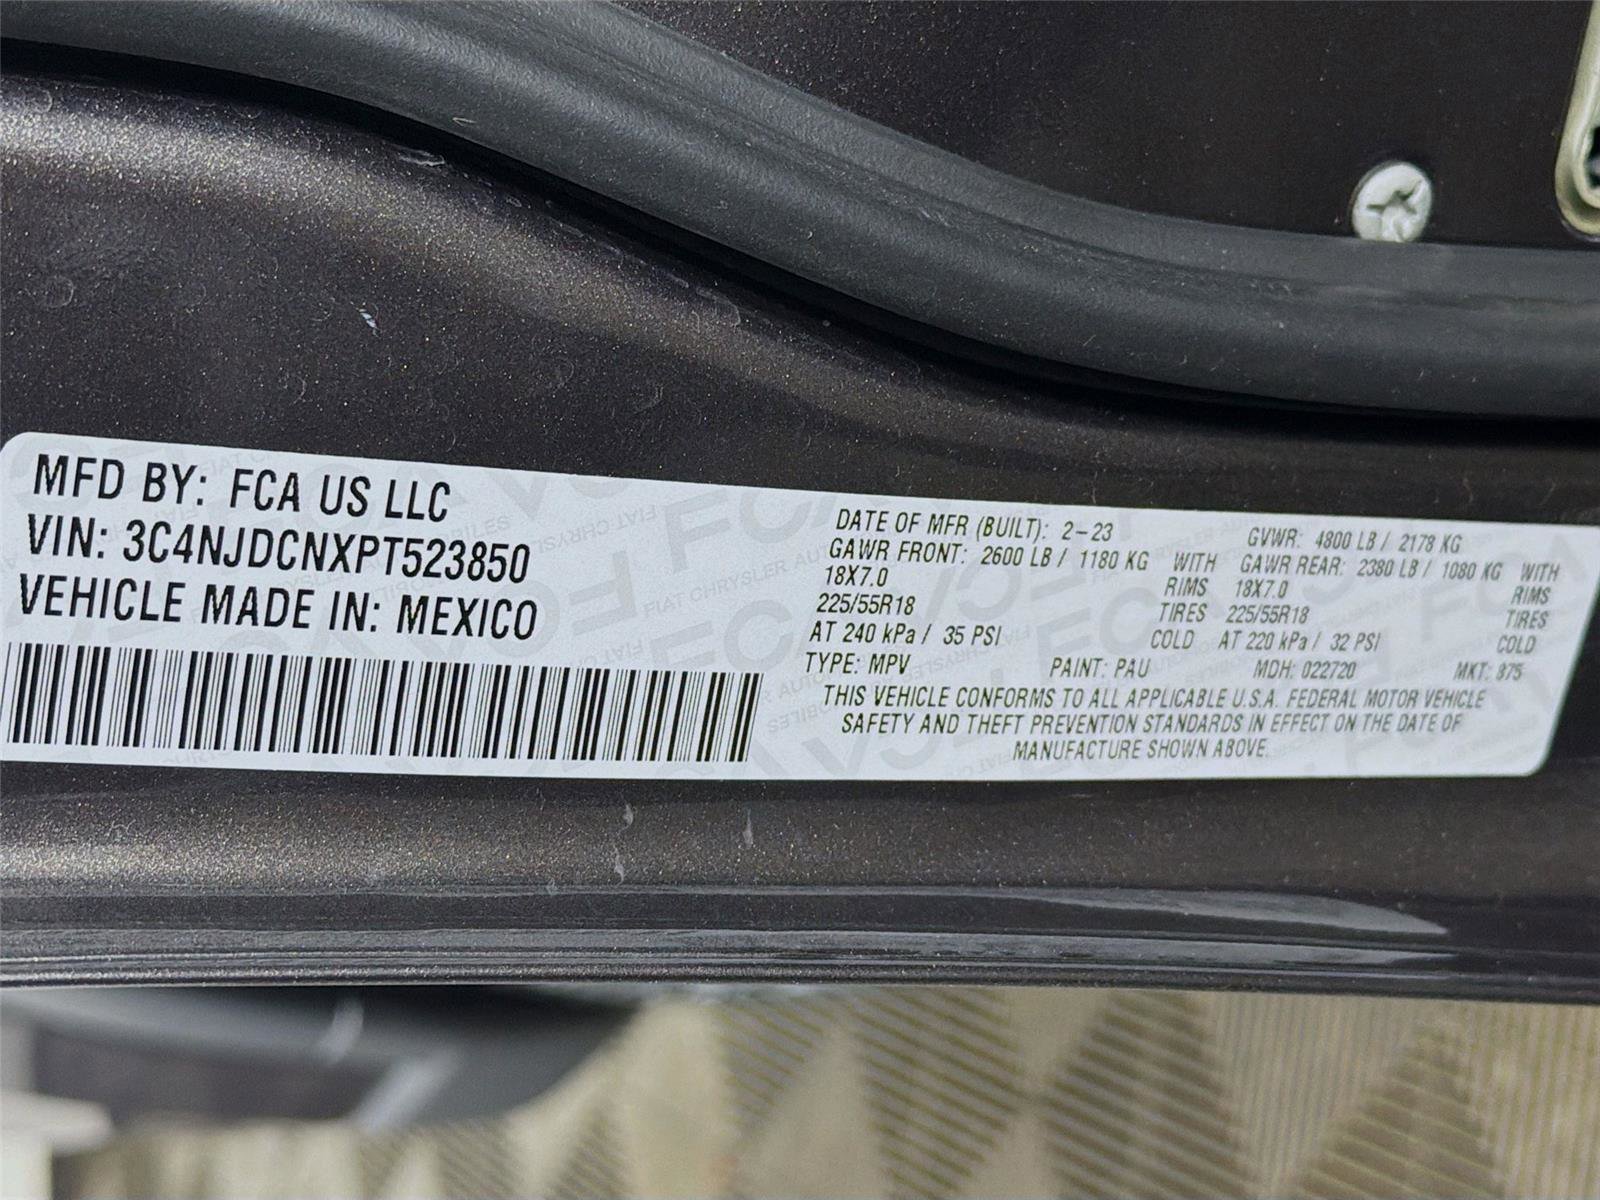 MFD BY: FCA US LLC
VIN: 3C4NJDCNXPT523850
VEHICLE MADE IN: MEXICO
DATE OF MFR (BUILT): 2-23 GVWR: 4800 LB / 2178 KG
GAWR FRONT: 2600 LB / 1180 KG WITH GAWR REAR: 2380 LB / 1080 KG WITH
18X7.0 RIMS 18X7.0 RIMS
225/55R18 TIRES 225/55R18 TIRES
AT 240 kPa / 35 PSI COLD AT 220 kPa / 32 PSI COLD
TYPE: MPV PAINT: PAU MDH: 022720 MKT: 875
THIS VEHICLE CONFORMS TO ALL APPLICABLE U.S.A. FEDERAL MOTOR VEHICLE
SAFETY AND THEFT PREVENTION STANDARDS IN EFFECT ON THE DATE OF
MANUFACTURE SHOWN ABOVE.